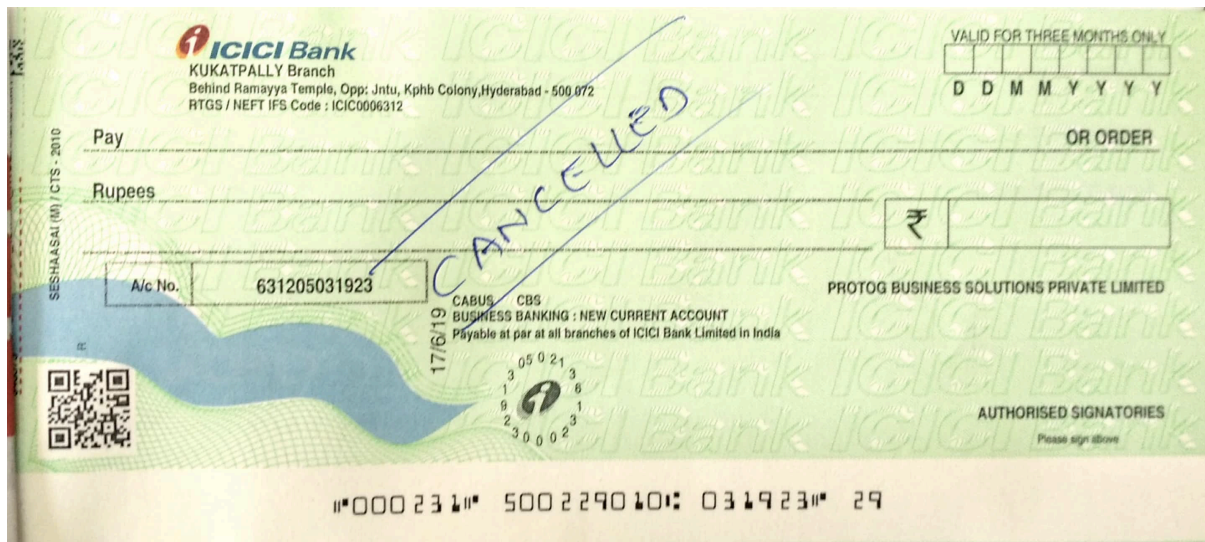 ICICI Bank
KUKATPALLY Branch
Behind Ramayya Temple, Opp: Jntu, Kphb Colony,Hyderabad - 500 072
RTGS / NEFT IFS Code : ICIC0006312
VALID FOR THREE MONTHS ONLY
D D M M Y Y Y Y
Pay
OR ORDER
Rupees
₹
CANCELLED
A/c No. 631205031923
PROTOG BUSINESS SOLUTIONS PRIVATE LIMITED
CABUS CBS
BUSINESS BANKING : NEW CURRENT ACCOUNT
Payable at par at all branches of ICICI Bank Limited in India
17/6/19
SESHAASAI (M) / CTS - 2010
R
AUTHORISED SIGNATORIES
Please sign above
⑈000231⑈ 500229010⑆ 031923⑈ 29